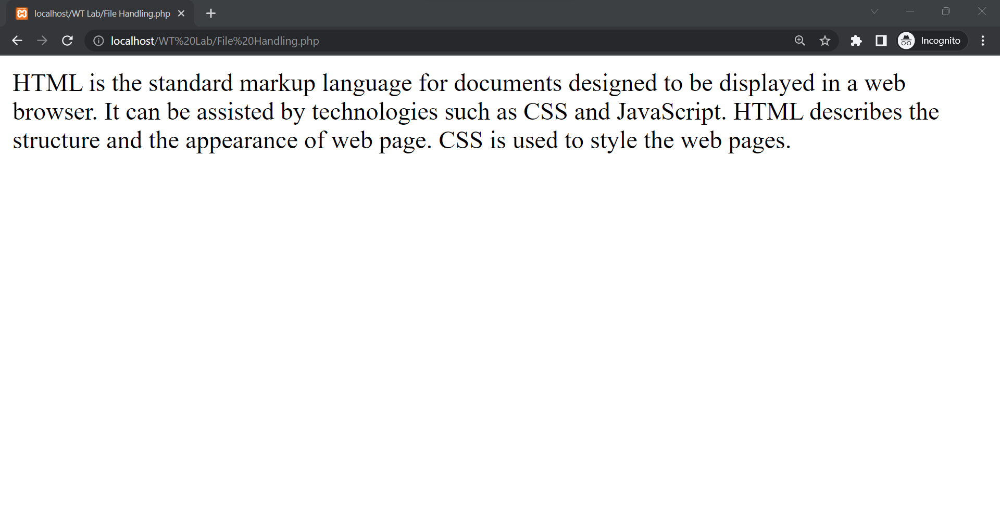 localhost/WT Lab/File Handling.php
localhost/WT%20Lab/File%20Handling.php
Incognito
HTML is the standard markup language for documents designed to be displayed in a web
browser. It can be assisted by technologies such as CSS and JavaScript. HTML describes the
structure and the appearance of web page. CSS is used to style the web pages.